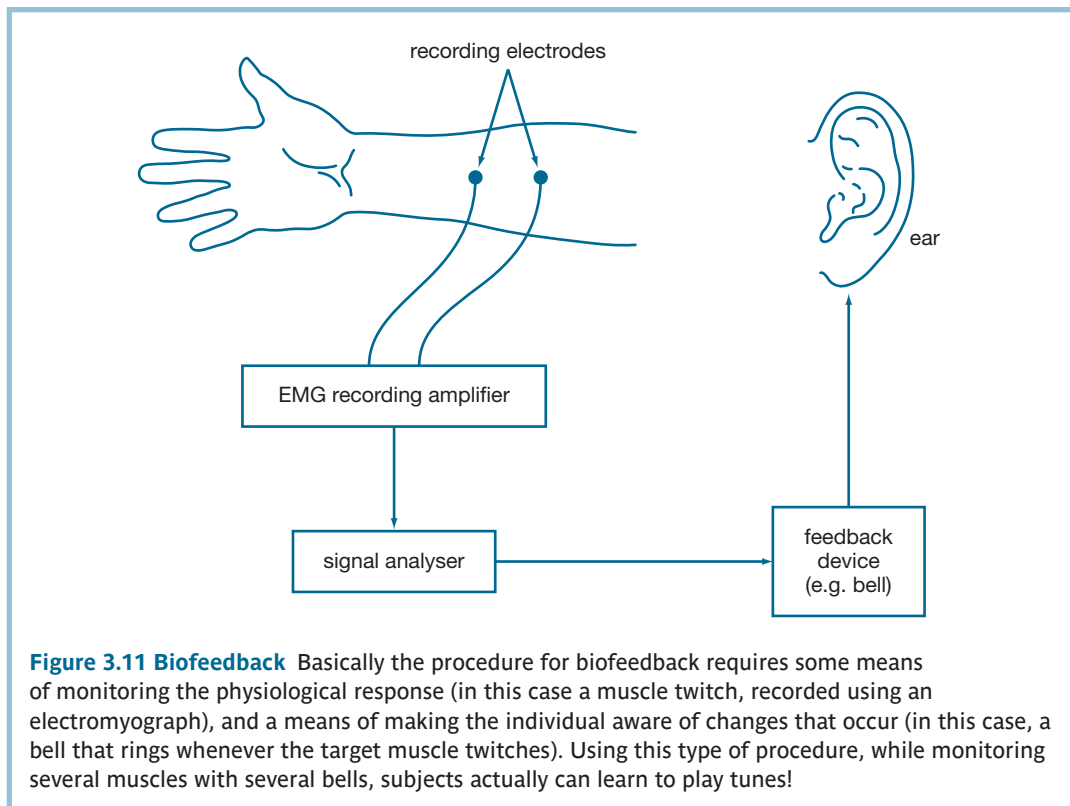 recording electrodes
ear
EMG recording amplifier
signal analyser
feedback
device
(e.g. bell)
Figure 3.11 Biofeedback Basically the procedure for biofeedback requires some means
of monitoring the physiological response (in this case a muscle twitch, recorded using an
electromyograph), and a means of making the individual aware of changes that occur (in this case, a
bell that rings whenever the target muscle twitches). Using this type of procedure, while monitoring
several muscles with several bells, subjects actually can learn to play tunes!